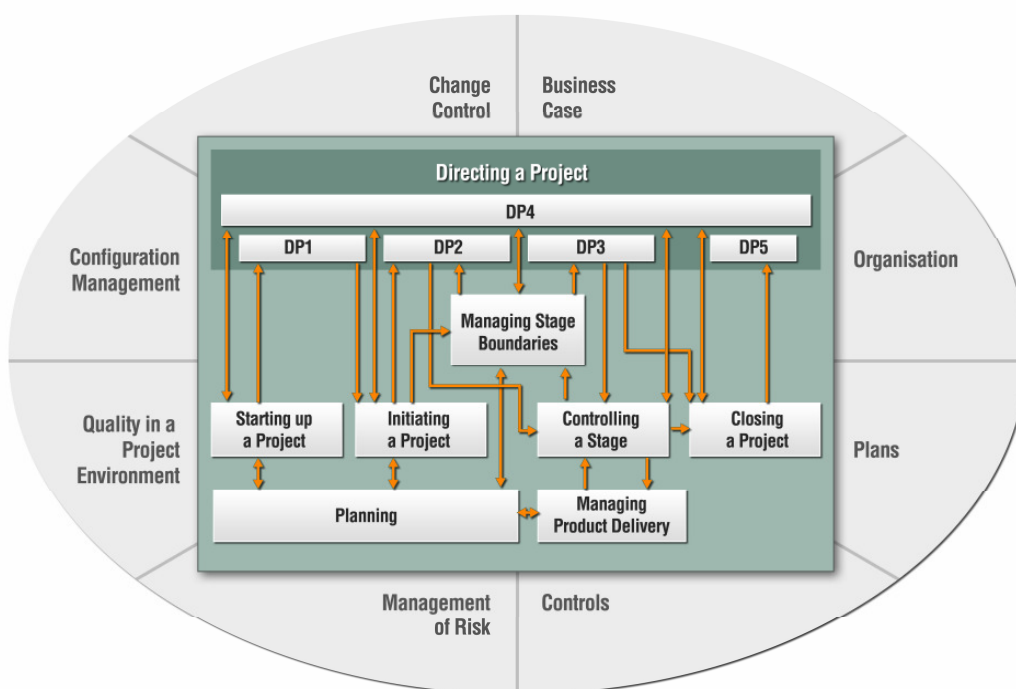 Change
Control
Business
Case
Directing a Project
DP4
DP1
DP2
DP3
DP5
Configuration
Management
Organisation
Managing Stage
Boundaries
Starting up
a Project
Initiating
a Project
Controlling
a Stage
Closing
a Project
Quality in a
Project
Environment
Plans
Planning
Managing
Product Delivery
Management
of Risk
Controls